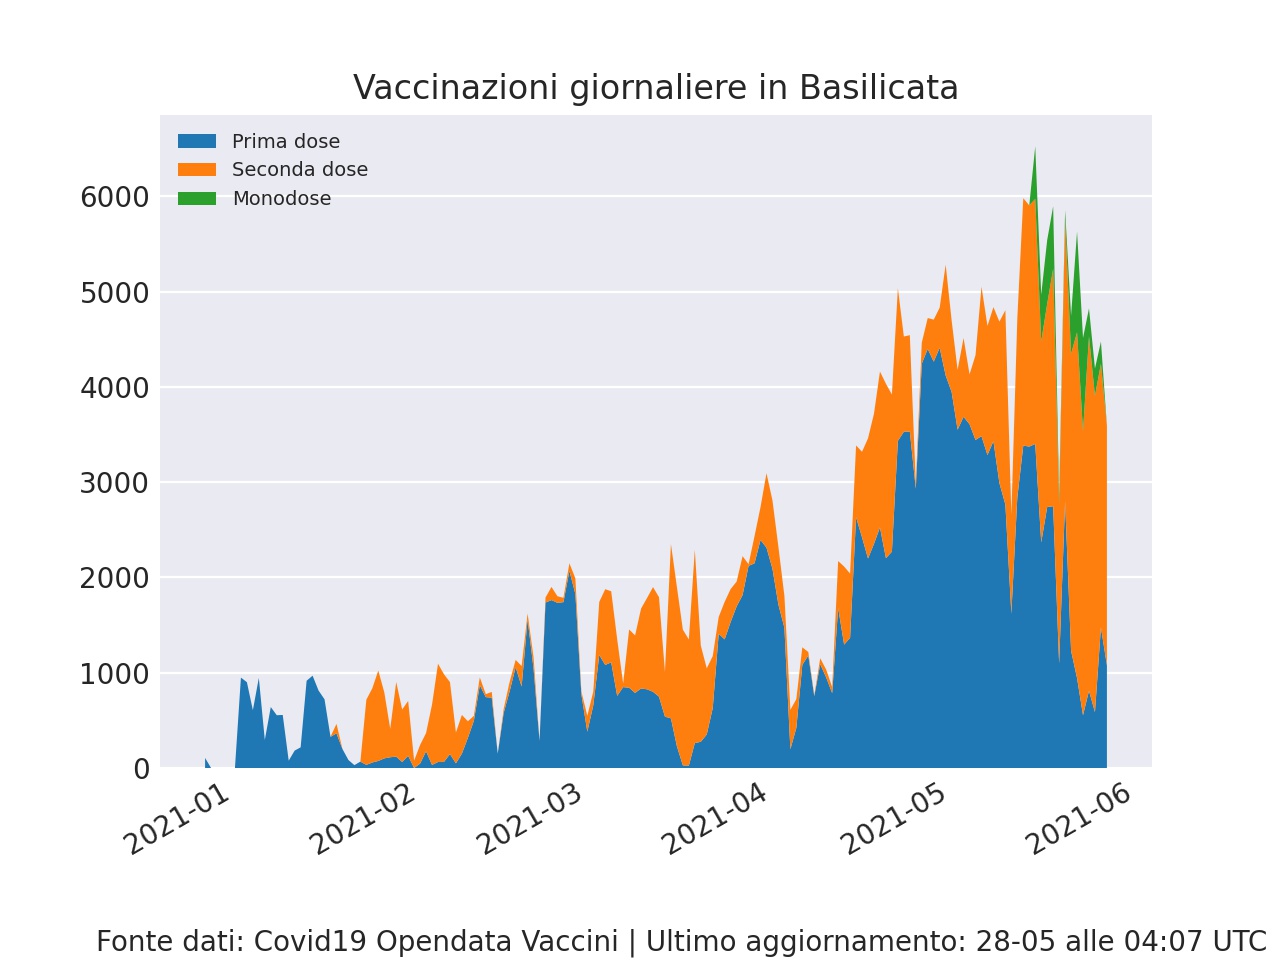 Vaccinazioni giornaliere in Basilicata
Prima dose
Seconda dose
Monodose
6000
5000
4000
3000
2000
1000
0
2021-01
2021-02
2021-03
2021-04
2021-05
2021-06
Fonte dati: Covid19 Opendata Vaccini | Ultimo aggiornamento: 28-05 alle 04:07 UTC